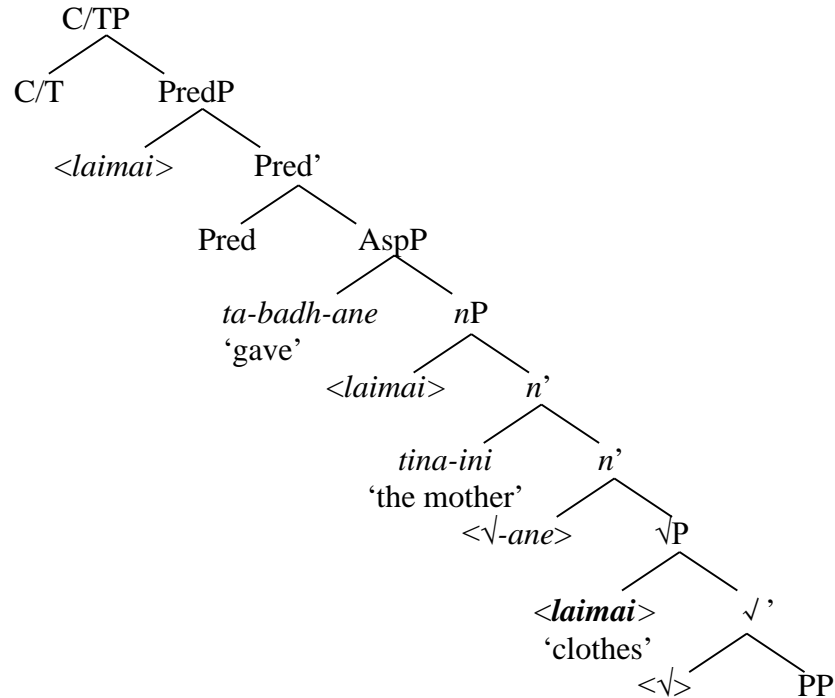 C/TP
C/T PredP
<laimai> Pred’
Pred AspP
ta-badh-ane nP
‘gave’
<laimai> n’
tina-ini n’
‘the mother’
<√-ane> √P
<laimai> √ ’
‘clothes’
<√> PP